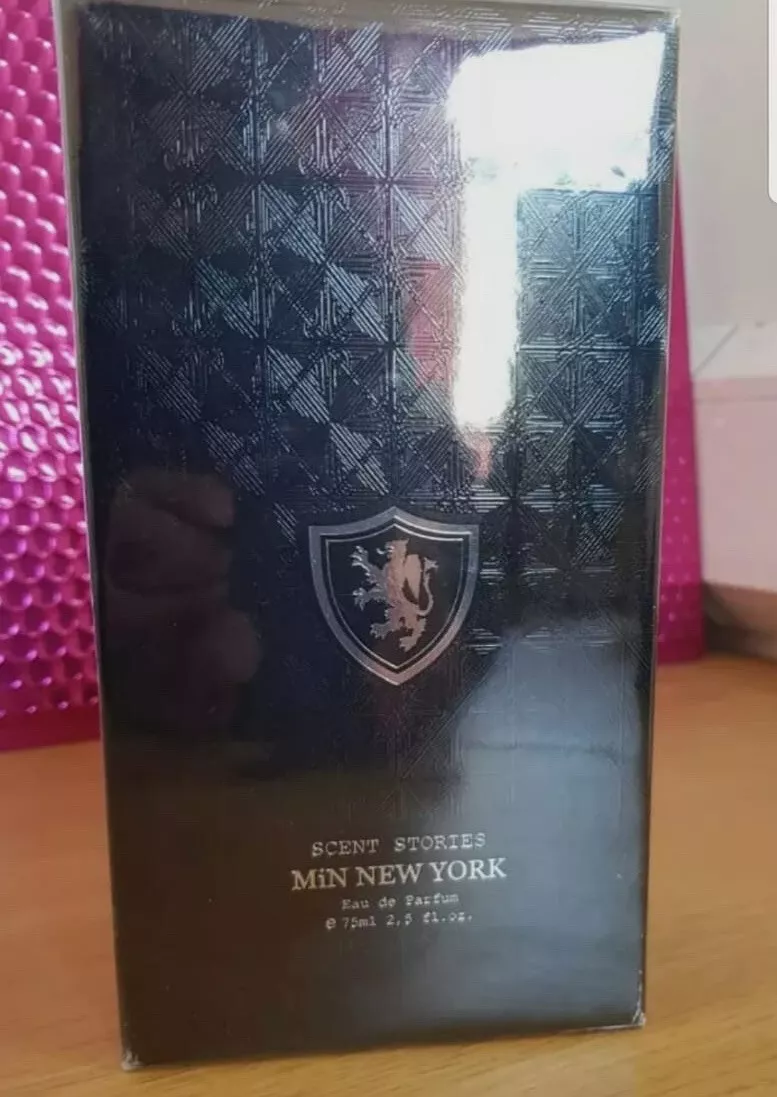 SCENT STORIES
MiN NEW YORK
Eau de Parfum
℮ 75ml 2.5 fl.oz.